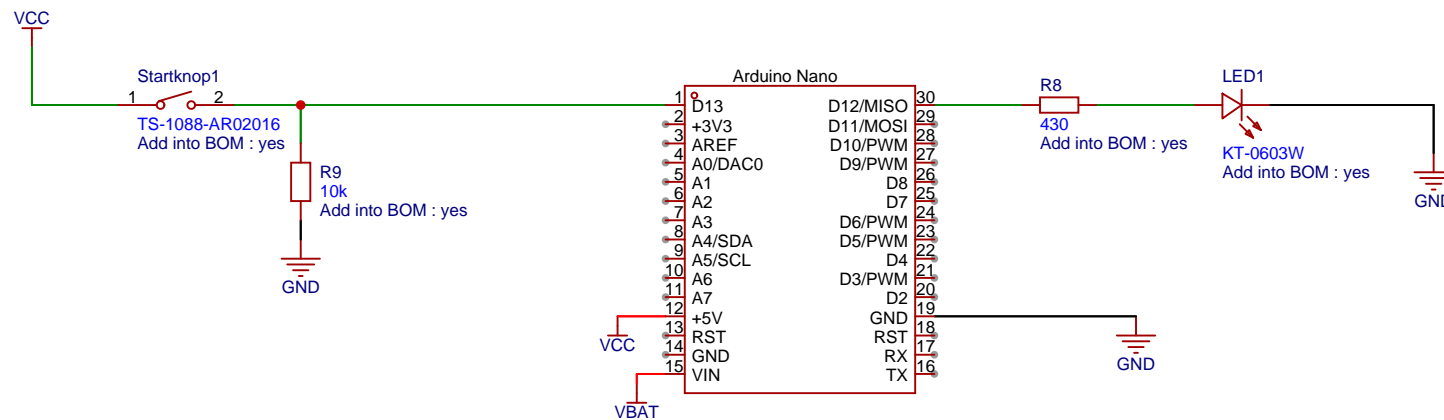 VCC
Startknop1
1
2
TS-1088-AR02016
Add into BOM : yes
R9
10k
Add into BOM : yes
GND
Arduino Nano
1 D13
2 +3V3
3 AREF
4 A0/DAC0
5 A1
6 A2
7 A3
8 A4/SDA
9 A5/SCL
10 A6
11 A7
12 +5V
13 RST
14 GND
15 VIN
VCC
VBAT
D12/MISO 30
D11/MOSI 29
D10/PWM 28
D9/PWM 27
D8 26
D7 25
D6/PWM 24
D5/PWM 23
D4 22
D3/PWM 21
D2 20
GND 19
RST 18
RX 17
TX 16
GND
R8
430
Add into BOM : yes
LED1
KT-0603W
Add into BOM : yes
GND